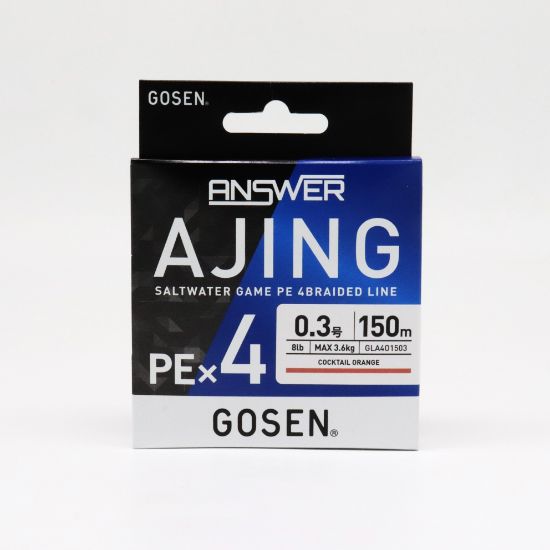 GOSEN®
ANSWER
AJING
SALTWATER GAME PE 4BRAIDED LINE
0.3号 150m
8lb MAX 3.6kg GLA401503
COCKTAIL ORANGE
PE×4
GOSEN®